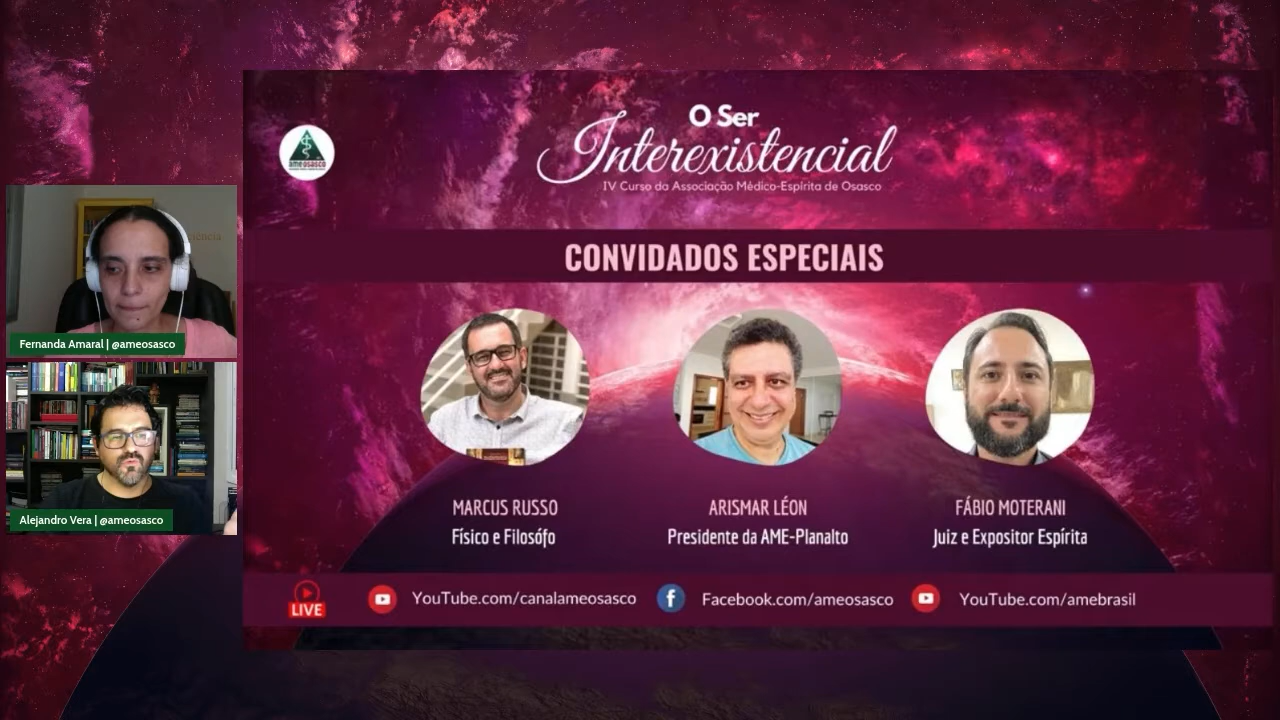 O Ser
Interexistencial
IV Curso da Associação Médico-Espírita de Osasco
ameosasco
CONVIDADOS ESPECIAIS
ência
Fernanda Amaral | @ameosasco
Alejandro Vera | @ameosasco
MARCUS RUSSO
Físico e Filosófo
ARISMAR LÉON
Presidente da AME-Planalto
FÁBIO MOTERANI
Juiz e Expositor Espírita
LIVE
YouTube.com/canalameosasco
Facebook.com/ameosasco
YouTube.com/amebrasil